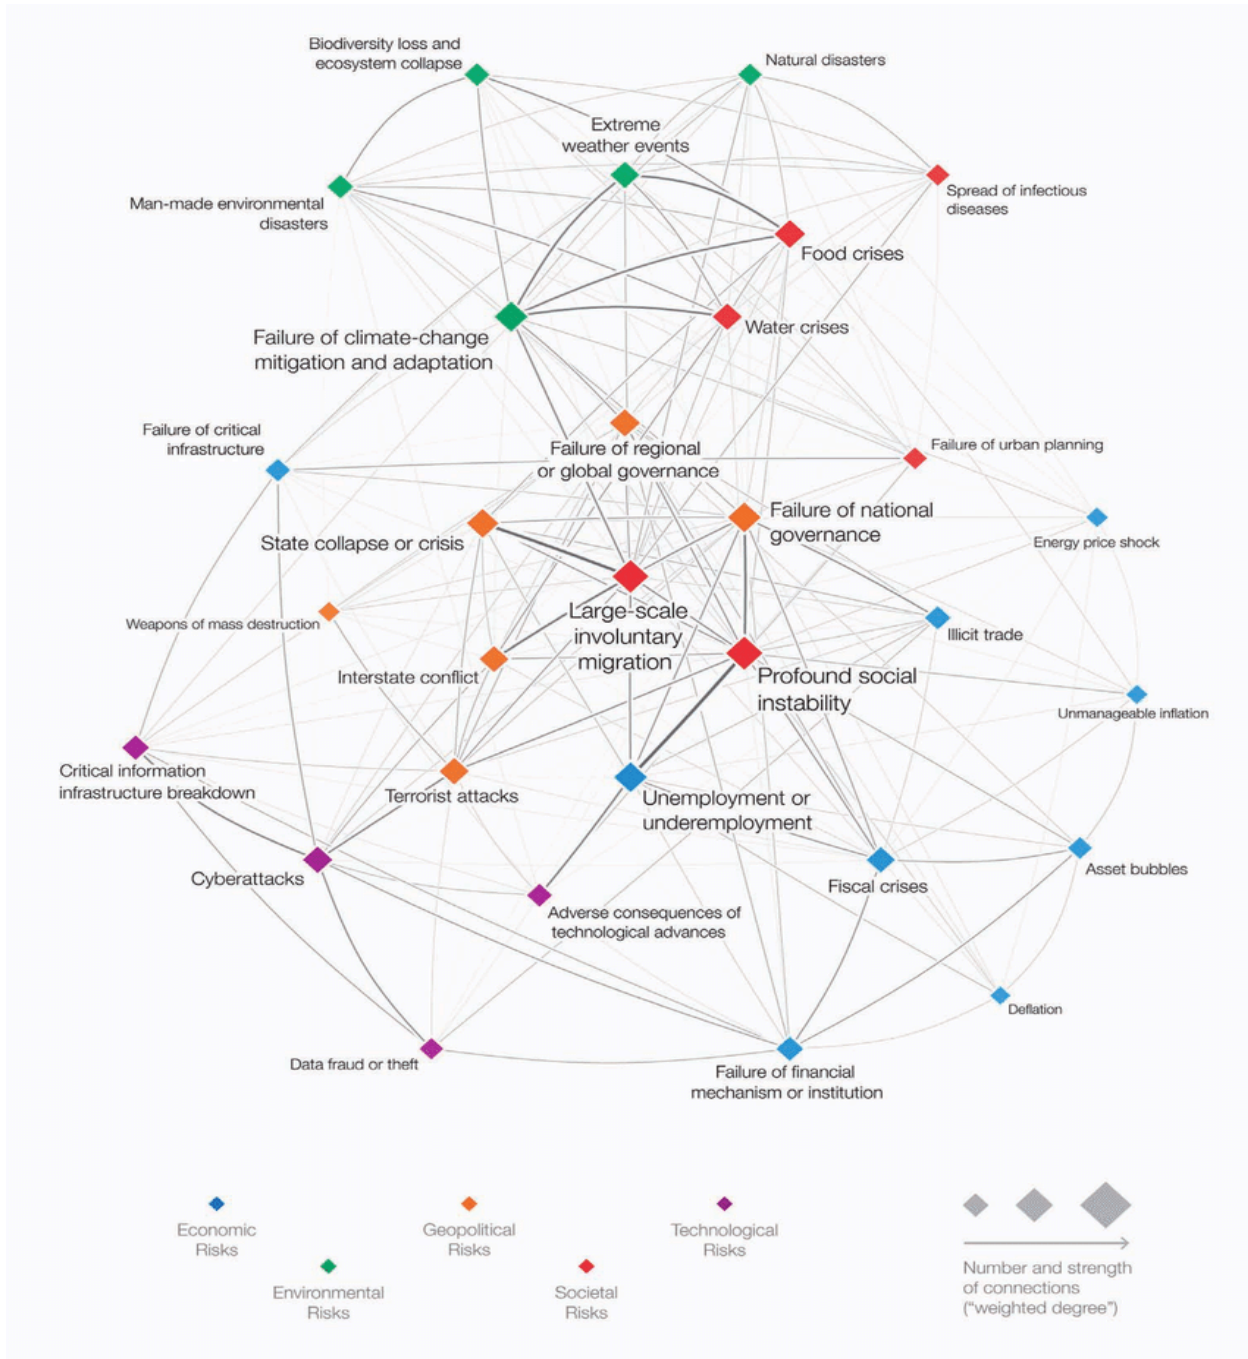 Biodiversity loss and
ecosystem collapse
Natural disasters
Extreme
weather events
Man-made environmental
disasters
Spread of infectious
diseases
Food crises
Failure of climate-change
mitigation and adaptation
Water crises
Failure of critical
infrastructure
Failure of regional
or global governance
Failure of urban planning
State collapse or crisis
Failure of national
governance
Energy price shock
Weapons of mass destruction
Large-scale
involuntary
migration
Illicit trade
Interstate conflict
Profound social
instability
Unmanageable inflation
Critical information
infrastructure breakdown
Terrorist attacks
Unemployment or
underemployment
Cyberattacks
Fiscal crises
Asset bubbles
Adverse consequences of
technological advances
Deflation
Data fraud or theft
Failure of financial
mechanism or institution
Economic
Risks
Geopolitical
Risks
Technological
Risks
Environmental
Risks
Societal
Risks
Number and strength
of connections
("weighted degree")